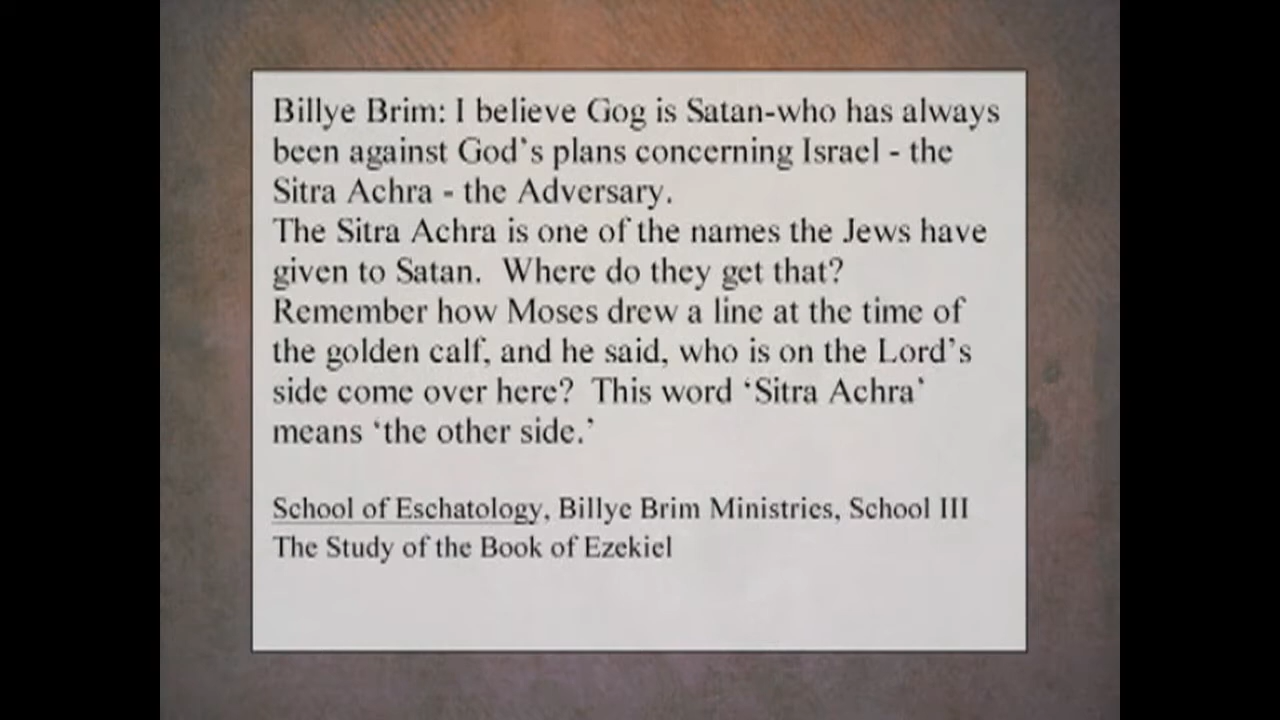 Billye Brim: I believe Gog is Satan-who has always
been against God's plans concerning Israel - the
Sitra Achra - the Adversary.
The Sitra Achra is one of the names the Jews have
given to Satan.  Where do they get that?
Remember how Moses drew a line at the time of
the golden calf, and he said, who is on the Lord's
side come over here?  This word ‘Sitra Achra’
means ‘the other side.’
School of Eschatology, Billye Brim Ministries, School III
The Study of the Book of Ezekiel